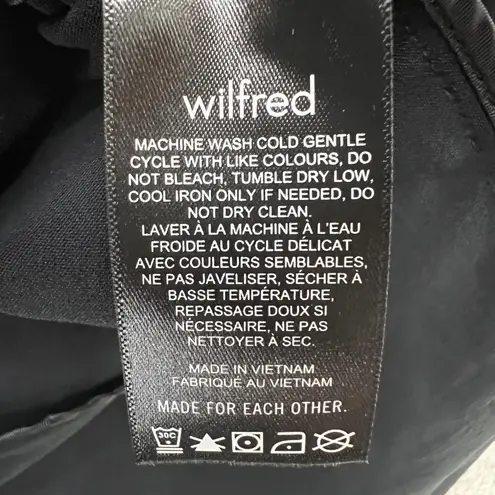 wilfred
MACHINE WASH COLD GENTLE
CYCLE WITH LIKE COLOURS, DO
NOT BLEACH, TUMBLE DRY LOW,
COOL IRON ONLY IF NEEDED, DO
NOT DRY CLEAN.
LAVER À LA MACHINE À L'EAU
FROIDE AU CYCLE DÉLICAT
AVEC COULEURS SEMBLABLES,
NE PAS JAVELISER, SÉCHER À
BASSE TEMPÉRATURE,
REPASSAGE DOUX SI
NÉCESSAIRE, NE PAS
NETTOYER À SEC.
MADE IN VIETNAM
FABRIQUÉ AU VIETNAM
MADE FOR EACH OTHER.
30C